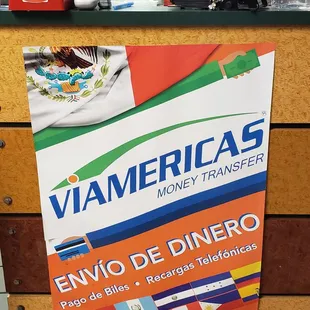 VIAMERICAS
MONEY TRANSFER
ENVÍO DE DINERO
Pago de Biles • Recargas Telefónicas